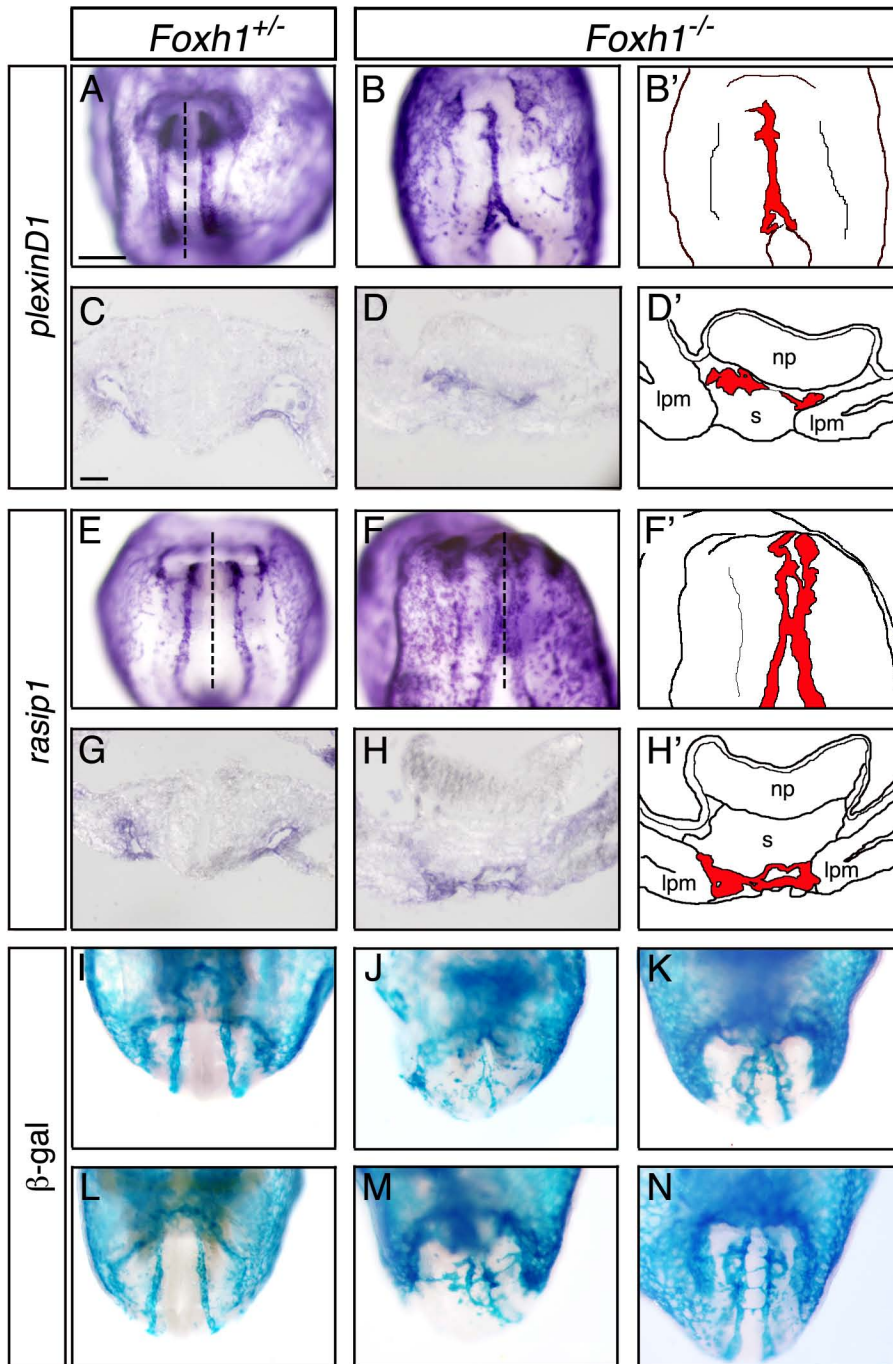 Foxh1+/- Foxh1-/-
plexinD1
A B B'
C D D'
np
lpm s lpm
rasip1
E F F'
G H H'
np
s
lpm lpm
β-gal
I J K
L M N